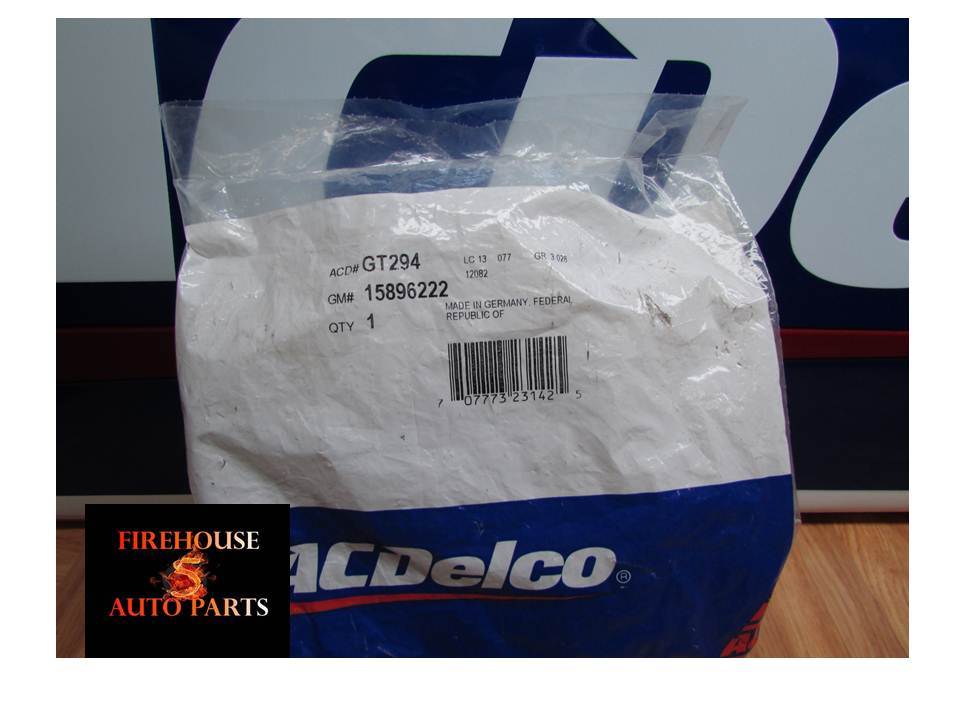 ACD# GT294 LC 13 077 GR 3.028
12082
GM# 15896222
MADE IN GERMANY, FEDERAL
REPUBLIC OF
QTY 1
7 07773 23142 5
ACDelco®
FIREHOUSE
5
AUTO PARTS